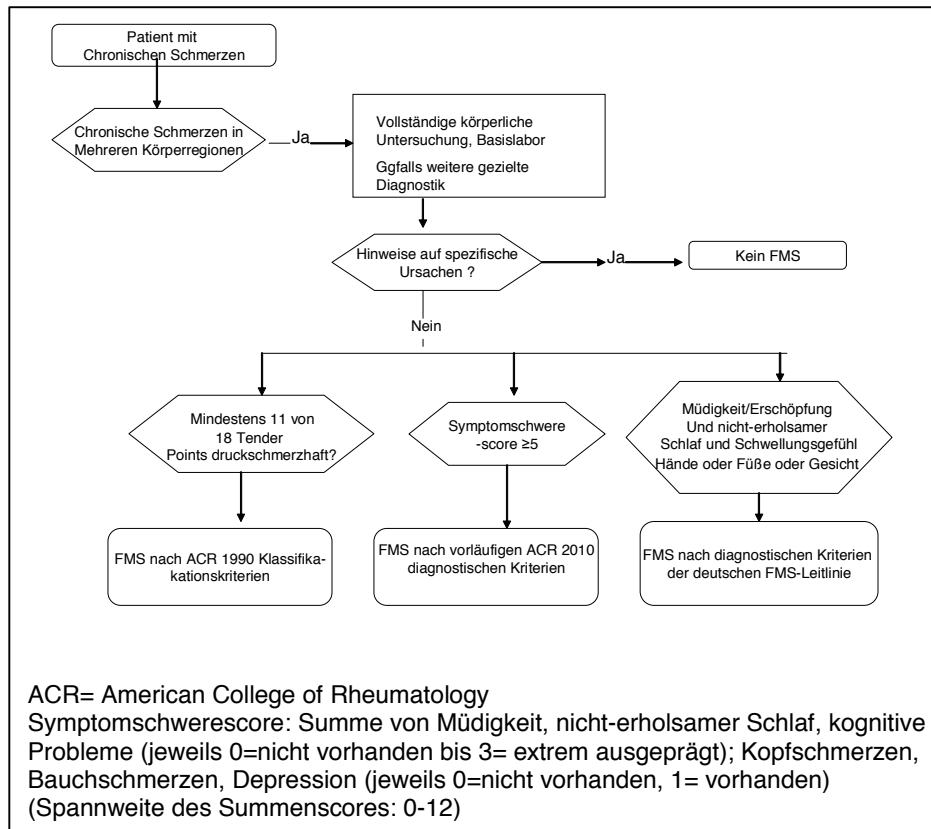 Patient mit
Chronischen Schmerzen
Chronische Schmerzen in
Mehreren Körperregionen
Ja
Vollständige körperliche
Untersuchung, Basislabor
Ggfalls weitere gezielte
Diagnostik
Hinweise auf spezifische
Ursachen ?
Ja
Kein FMS
Nein
Mindestens 11 von
18 Tender
Points druckschmerzhaft?
Symptomschwere
-score ≥5
Müdigkeit/Erschöpfung
Und nicht-erholsamer
Schlaf und Schwellungsgefühl
Hände oder Füße oder Gesicht
FMS nach ACR 1990 Klassifika-
kationskriterien
FMS nach vorläufigen ACR 2010
diagnostischen Kriterien
FMS nach diagnostischen Kriterien
der deutschen FMS-Leitlinie
ACR= American College of Rheumatology
Symptomschwerescore: Summe von Müdigkeit, nicht-erholsamer Schlaf, kognitive
Probleme (jeweils 0=nicht vorhanden bis 3= extrem ausgeprägt); Kopfschmerzen,
Bauchschmerzen, Depression (jeweils 0=nicht vorhanden, 1= vorhanden)
(Spannweite des Summenscores: 0-12)